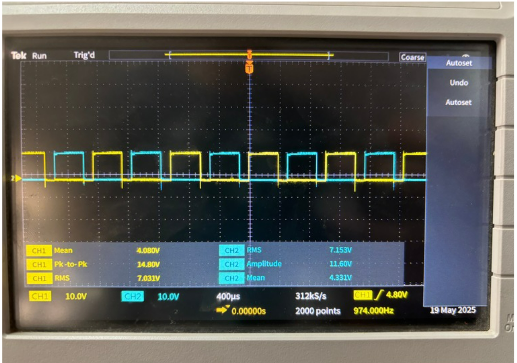 Tek Run Trig'd Coarse
Autoset
Undo
Autoset
CH1 Mean 4.080V CH2 RMS 7.153V
CH1 Pk-to-Pk 14.80V CH2 Amplitude 11.60V
CH1 RMS 7.031V CH2 Mean 4.331V
CH1 10.0V CH2 10.0V 400µs 312kS/s CH1 / 4.80V
0.00000s 2000 points 974.000Hz 19 May 2025